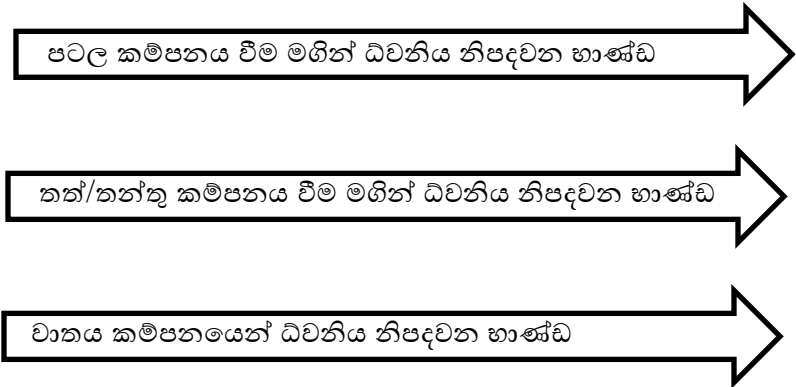 පටල කම්පනය වීම මගින් ධ්වනිය නිපදවන භාණ්ඩ
තත්/තන්තු කම්පනය වීම මගින් ධ්වනිය නිපදවන භාණ්ඩ
වාතය කම්පනයෙන් ධ්වනිය නිපදවන භාණ්ඩ